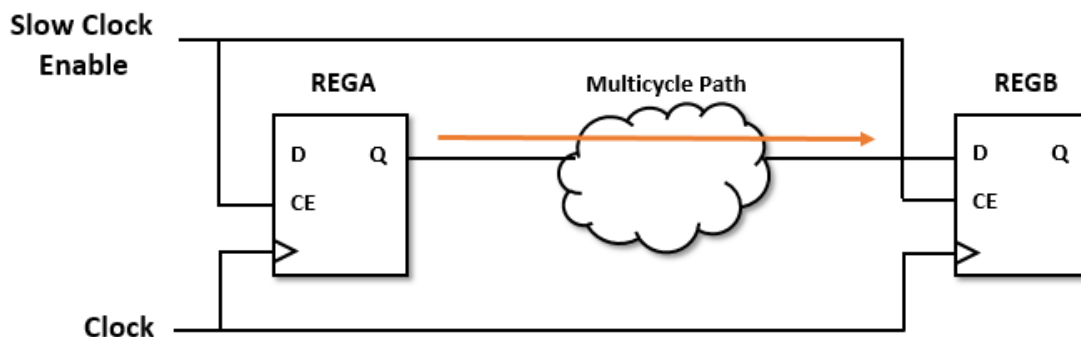 Slow Clock
Enable
REGA
Multicycle Path
REGB
D Q
D Q
CE
CE
Clock